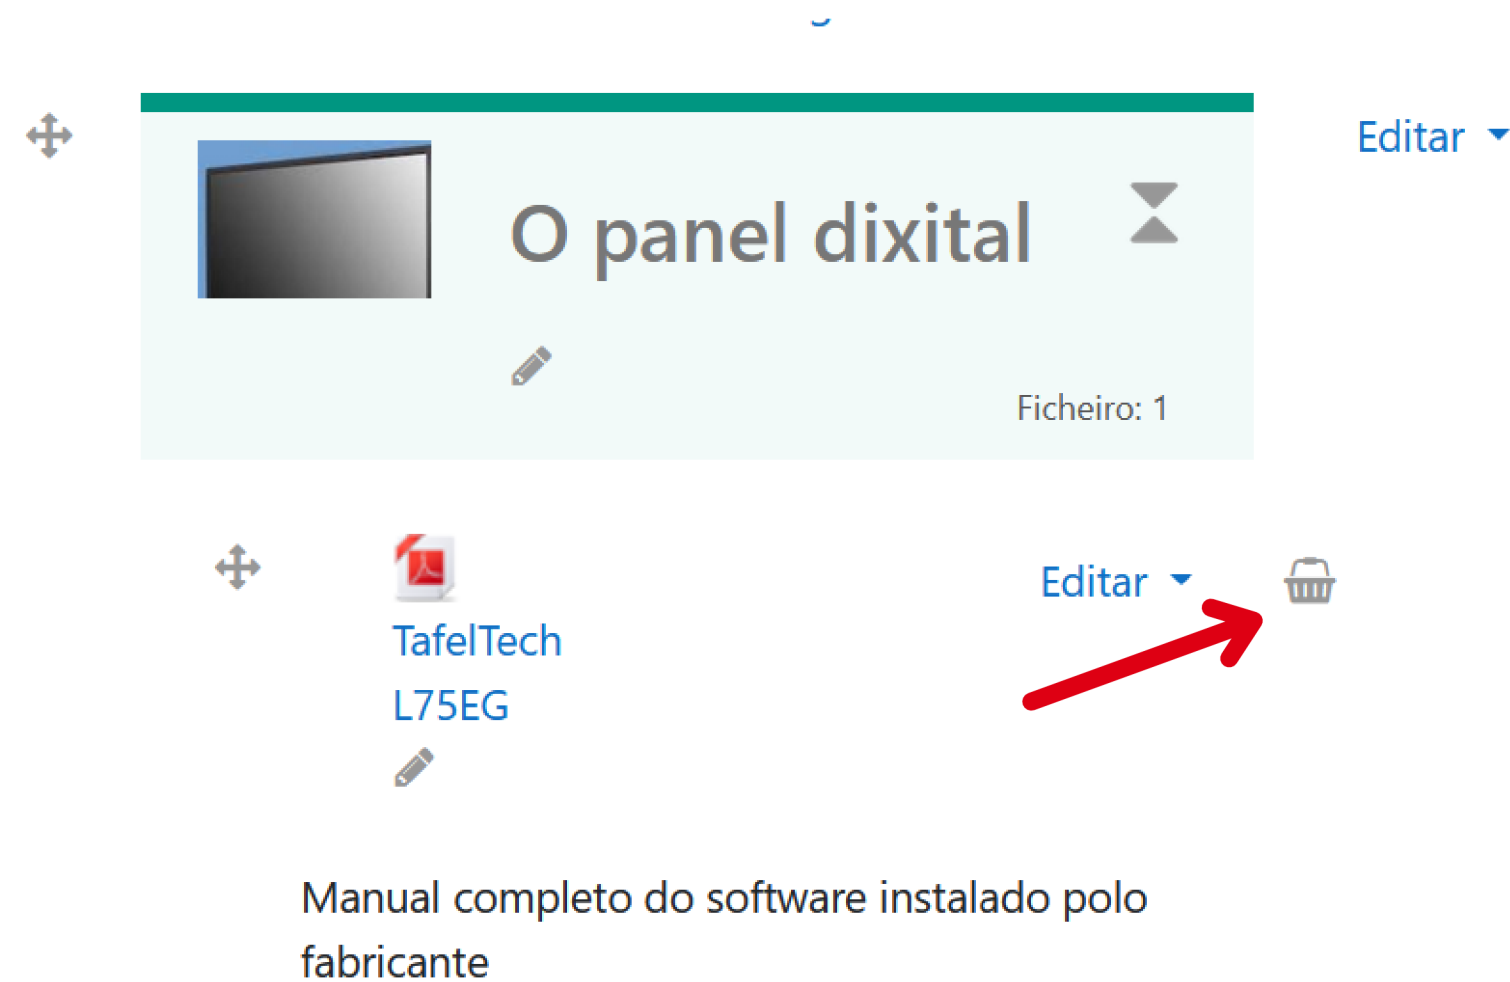 Editar
O panel dixital
Ficheiro: 1
Editar
TafelTech
L75EG
Manual completo do software instalado polo
fabricante